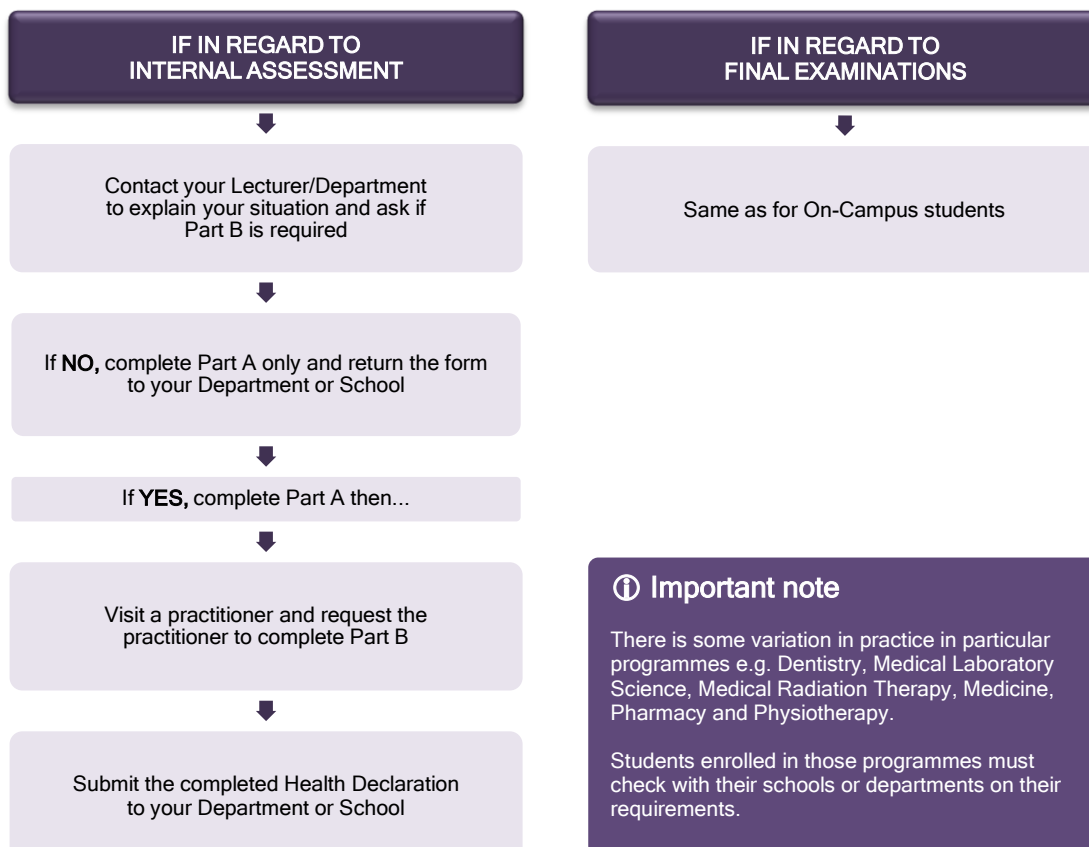 IF IN REGARD TO
INTERNAL ASSESSMENT
Contact your Lecturer/Department
to explain your situation and ask if
Part B is required
If NO, complete Part A only and return the form
to your Department or School
If YES, complete Part A then...
Visit a practitioner and request the
practitioner to complete Part B
Submit the completed Health Declaration
to your Department or School
IF IN REGARD TO
FINAL EXAMINATIONS
Same as for On-Campus students
Important note
There is some variation in practice in particular
programmes e.g. Dentistry, Medical Laboratory
Science, Medical Radiation Therapy, Medicine,
Pharmacy and Physiotherapy.
Students enrolled in those programmes must
check with their schools or departments on their
requirements.